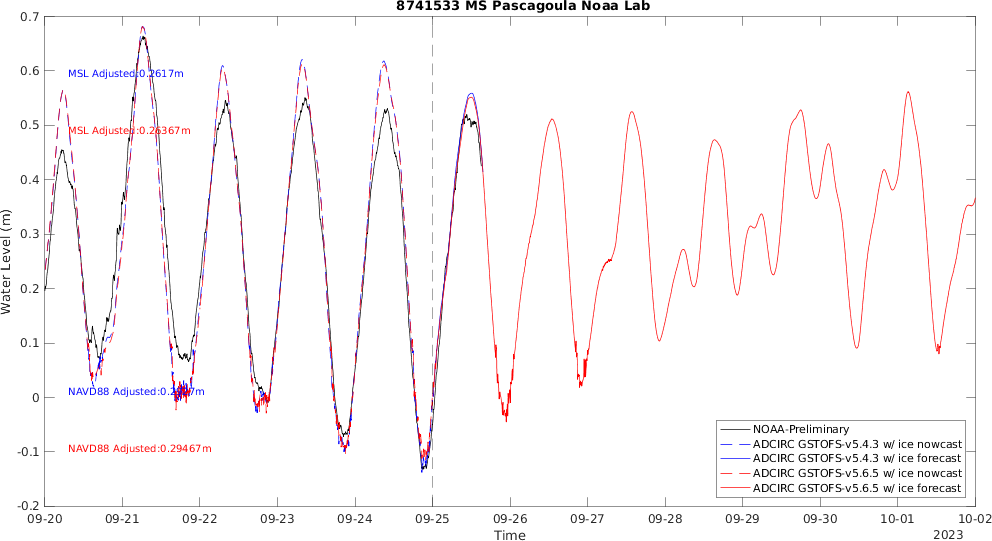 8741533 MS Pascagoula Noaa Lab
0.7
0.6
0.5
0.4
0.3
0.2
0.1
0
-0.1
-0.2
Water Level (m)
MSL Adjusted:0.2617m
MSL Adjusted:0.26367m
NAVD88 Adjusted:
NAVD88 Adjusted:0.29467m
NOAA-Preliminary
ADCIRC GSTOFS-v5.4.3 w/ ice nowcast
ADCIRC GSTOFS-v5.4.3 w/ ice forecast
ADCIRC GSTOFS-v5.6.5 w/ ice nowcast
ADCIRC GSTOFS-v5.6.5 w/ ice forecast
09-20 09-21 09-22 09-23 09-24 09-25 09-26 09-27 09-28 09-29 09-30 10-01 10-02
Time
2023